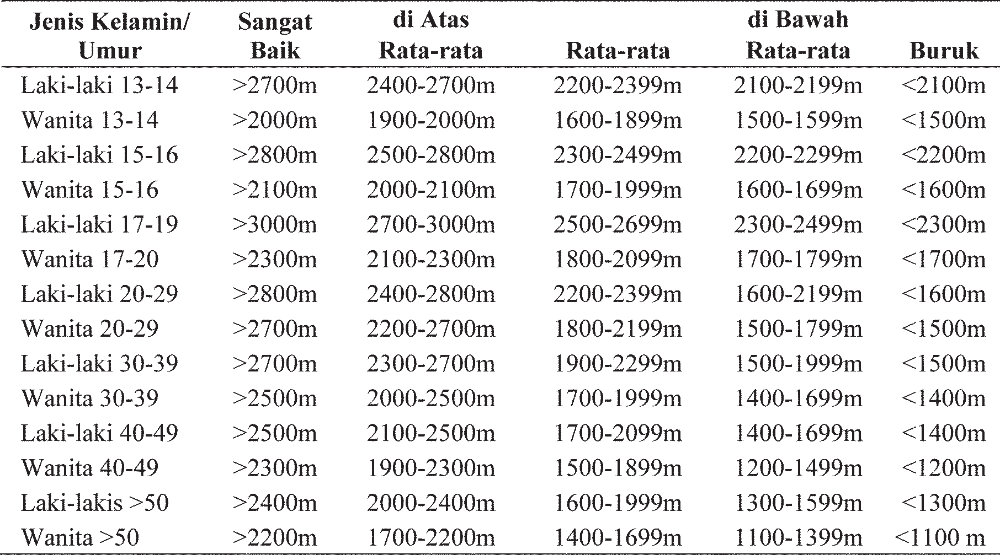 Jenis Kelamin/ Sangat di Atas di Bawah
Umur Baik Rata-rata Rata-rata Rata-rata Buruk
Laki-laki 13-14 >2700m 2400-2700m 2200-2399m 2100-2199m <2100m
Wanita 13-14 >2000m 1900-2000m 1600-1899m 1500-1599m <1500m
Laki-laki 15-16 >2800m 2500-2800m 2300-2499m 2200-2299m <2200m
Wanita 15-16 >2100m 2000-2100m 1700-1999m 1600-1699m <1600m
Laki-laki 17-19 >3000m 2700-3000m 2500-2699m 2300-2499m <2300m
Wanita 17-20 >2300m 2100-2300m 1800-2099m 1700-1799m <1700m
Laki-laki 20-29 >2800m 2400-2800m 2200-2399m 1600-2199m <1600m
Wanita 20-29 >2700m 2200-2700m 1800-2199m 1500-1799m <1500m
Laki-laki 30-39 >2700m 2300-2700m 1900-2299m 1500-1999m <1500m
Wanita 30-39 >2500m 2000-2500m 1700-1999m 1400-1699m <1400m
Laki-laki 40-49 >2500m 2100-2500m 1700-2099m 1400-1699m <1400m
Wanita 40-49 >2300m 1900-2300m 1500-1899m 1200-1499m <1200m
Laki-lakis >50 >2400m 2000-2400m 1600-1999m 1300-1599m <1300m
Wanita >50 >2200m 1700-2200m 1400-1699m 1100-1399m <1100 m